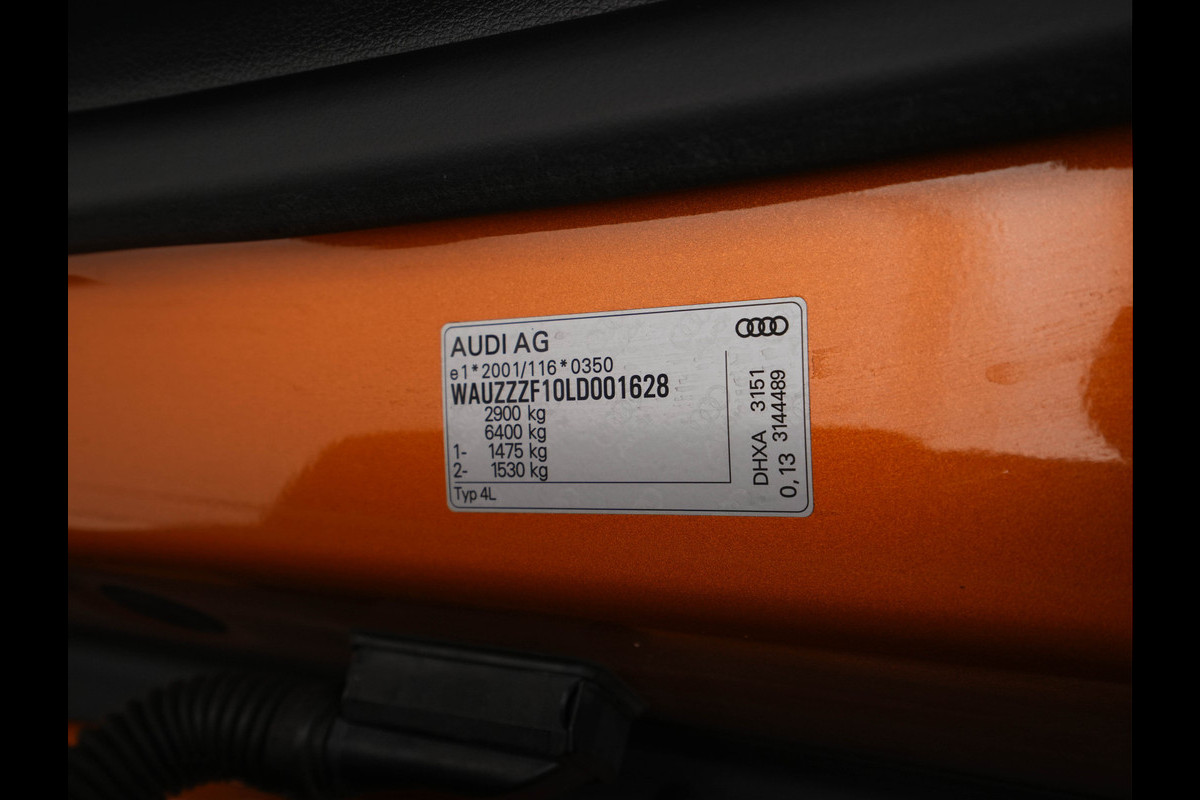 AUDI AG
e1*2001/116*0350
WAUZZZF10LD001628
2900 kg
6400 kg
1- 1475 kg
2- 1530 kg
Typ 4L
DHXA 3151
0,13 3144489